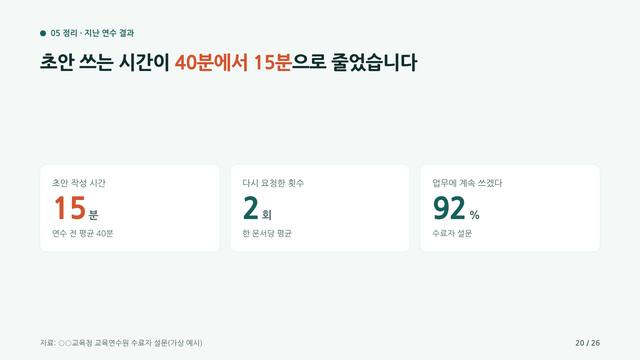 05 정리 · 지난 연수 결과
초안 쓰는 시간이 40분에서 15분으로 줄었습니다
초안 작성 시간
15 분
연수 전 평균 40분
다시 요청한 횟수
2 회
한 문서당 평균
업무에 계속 쓰겠다
92 %
수료자 설문
자료: ○○교육청 교육연수원 수료자 설문(가상 예시)
20 / 26